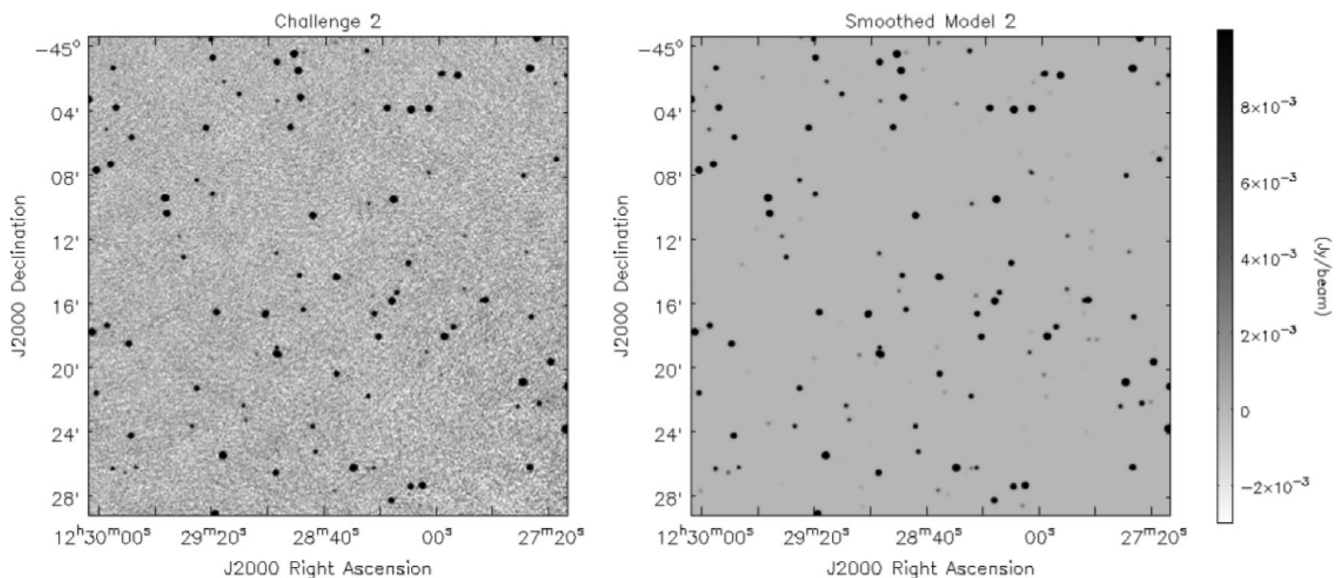 Challenge 2
Smoothed Model 2
−45°
04'
08'
12'
16'
20'
24'
28'
J2000 Declination
12ʰ30ᵐ00ˢ
29ᵐ20ˢ
28ᵐ40ˢ
00ˢ
27ᵐ20ˢ
J2000 Right Ascension
−45°
04'
08'
12'
16'
20'
24'
28'
J2000 Declination
12ʰ30ᵐ00ˢ
29ᵐ20ˢ
28ᵐ40ˢ
00ˢ
27ᵐ20ˢ
J2000 Right Ascension
8×10⁻³
6×10⁻³
4×10⁻³
2×10⁻³
0
−2×10⁻³
(Jy/beam)